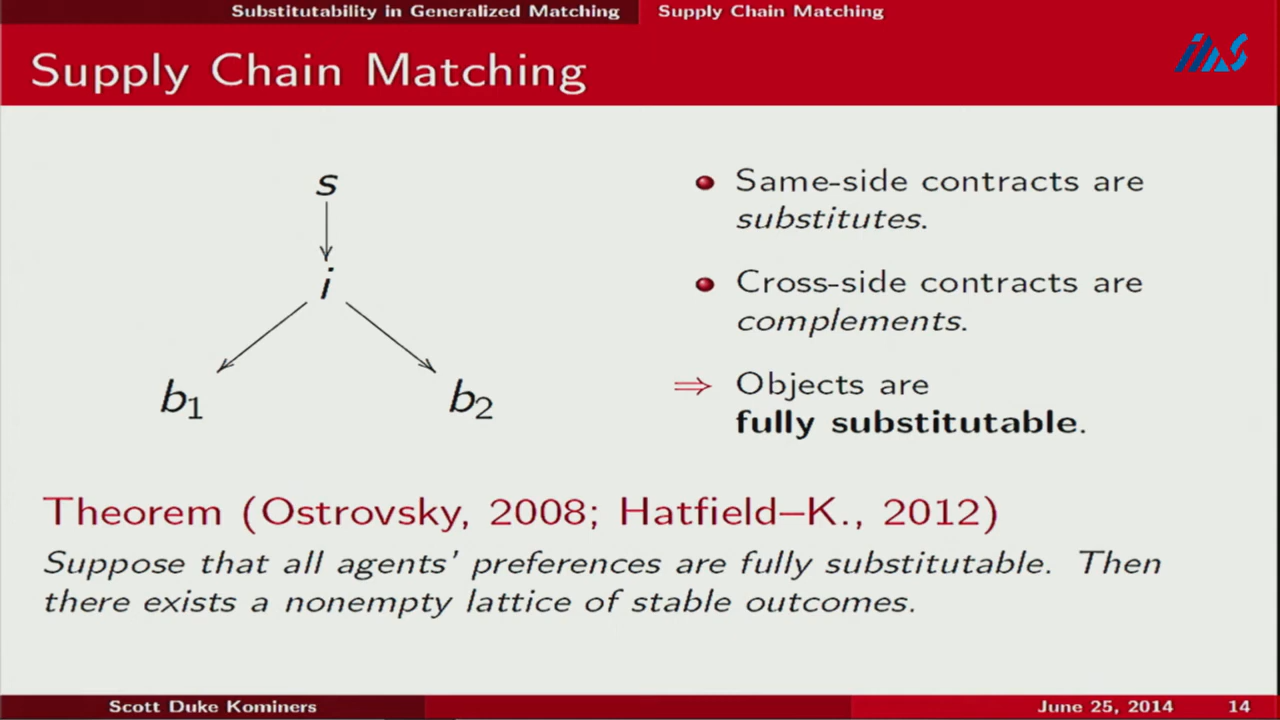 Substitutability in Generalized Matching
Supply Chain Matching
Supply Chain Matching
ias
s
i
b₁
b₂
Same-side contracts are
substitutes.
Cross-side contracts are
complements.
⇒ Objects are
fully substitutable.
Theorem (Ostrovsky, 2008; Hatfield–K., 2012)
Suppose that all agents' preferences are fully substitutable. Then
there exists a nonempty lattice of stable outcomes.
Scott Duke Kominers
June 25, 2014
14